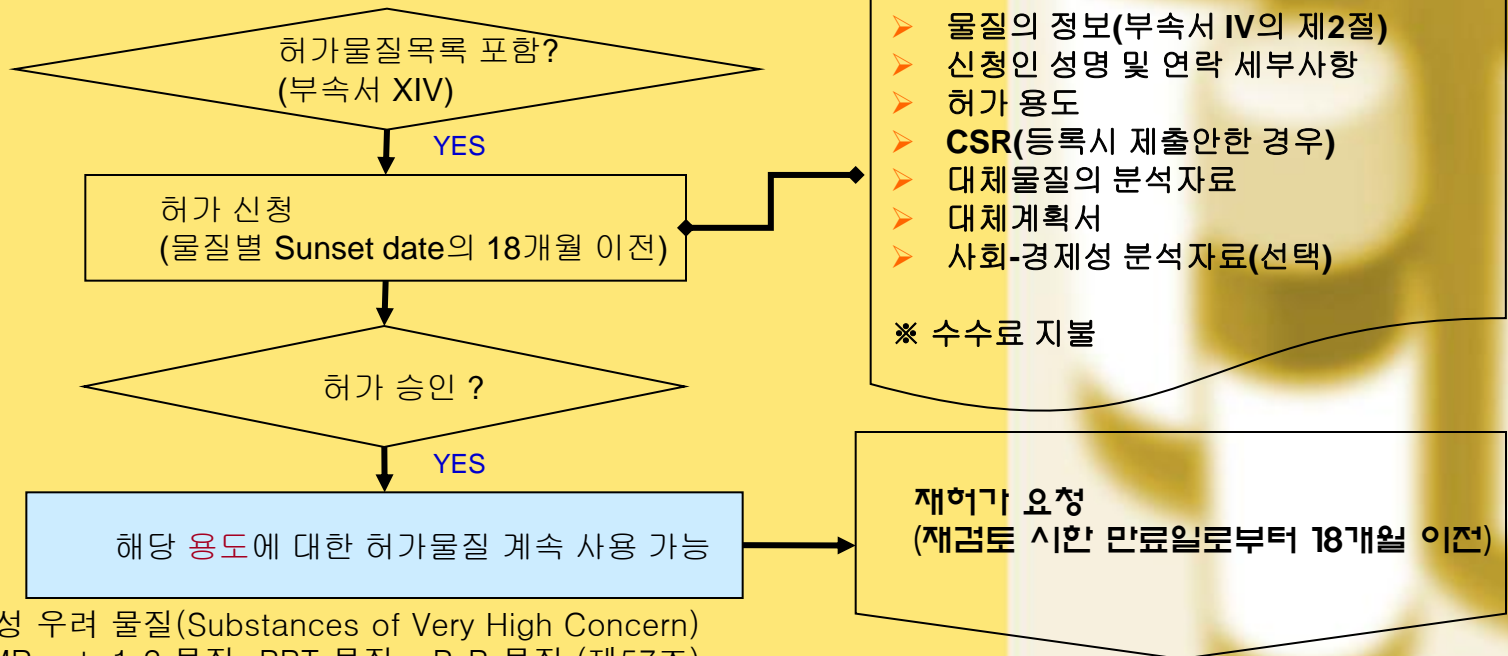 허가물질목록 포함?
(부속서 XIV)
YES
허가 신청
(물질별 Sunset date의 18개월 이전)
➢ 물질의 정보(부속서 IV의 제2절)
➢ 신청인 성명 및 연락 세부사항
➢ 허가 용도
➢ CSR(등록시 제출안한 경우)
➢ 대체물질의 분석자료
➢ 대체계획서
➢ 사회-경제성 분석자료(선택)
※ 수수료 지불
허가 승인 ?
YES
해당 용도에 대한 허가물질 계속 사용 가능
재허가 요청
(재검토 시한 만료일로부터 18개월 이전)
성 우려 물질(Substances of Very High Concern)